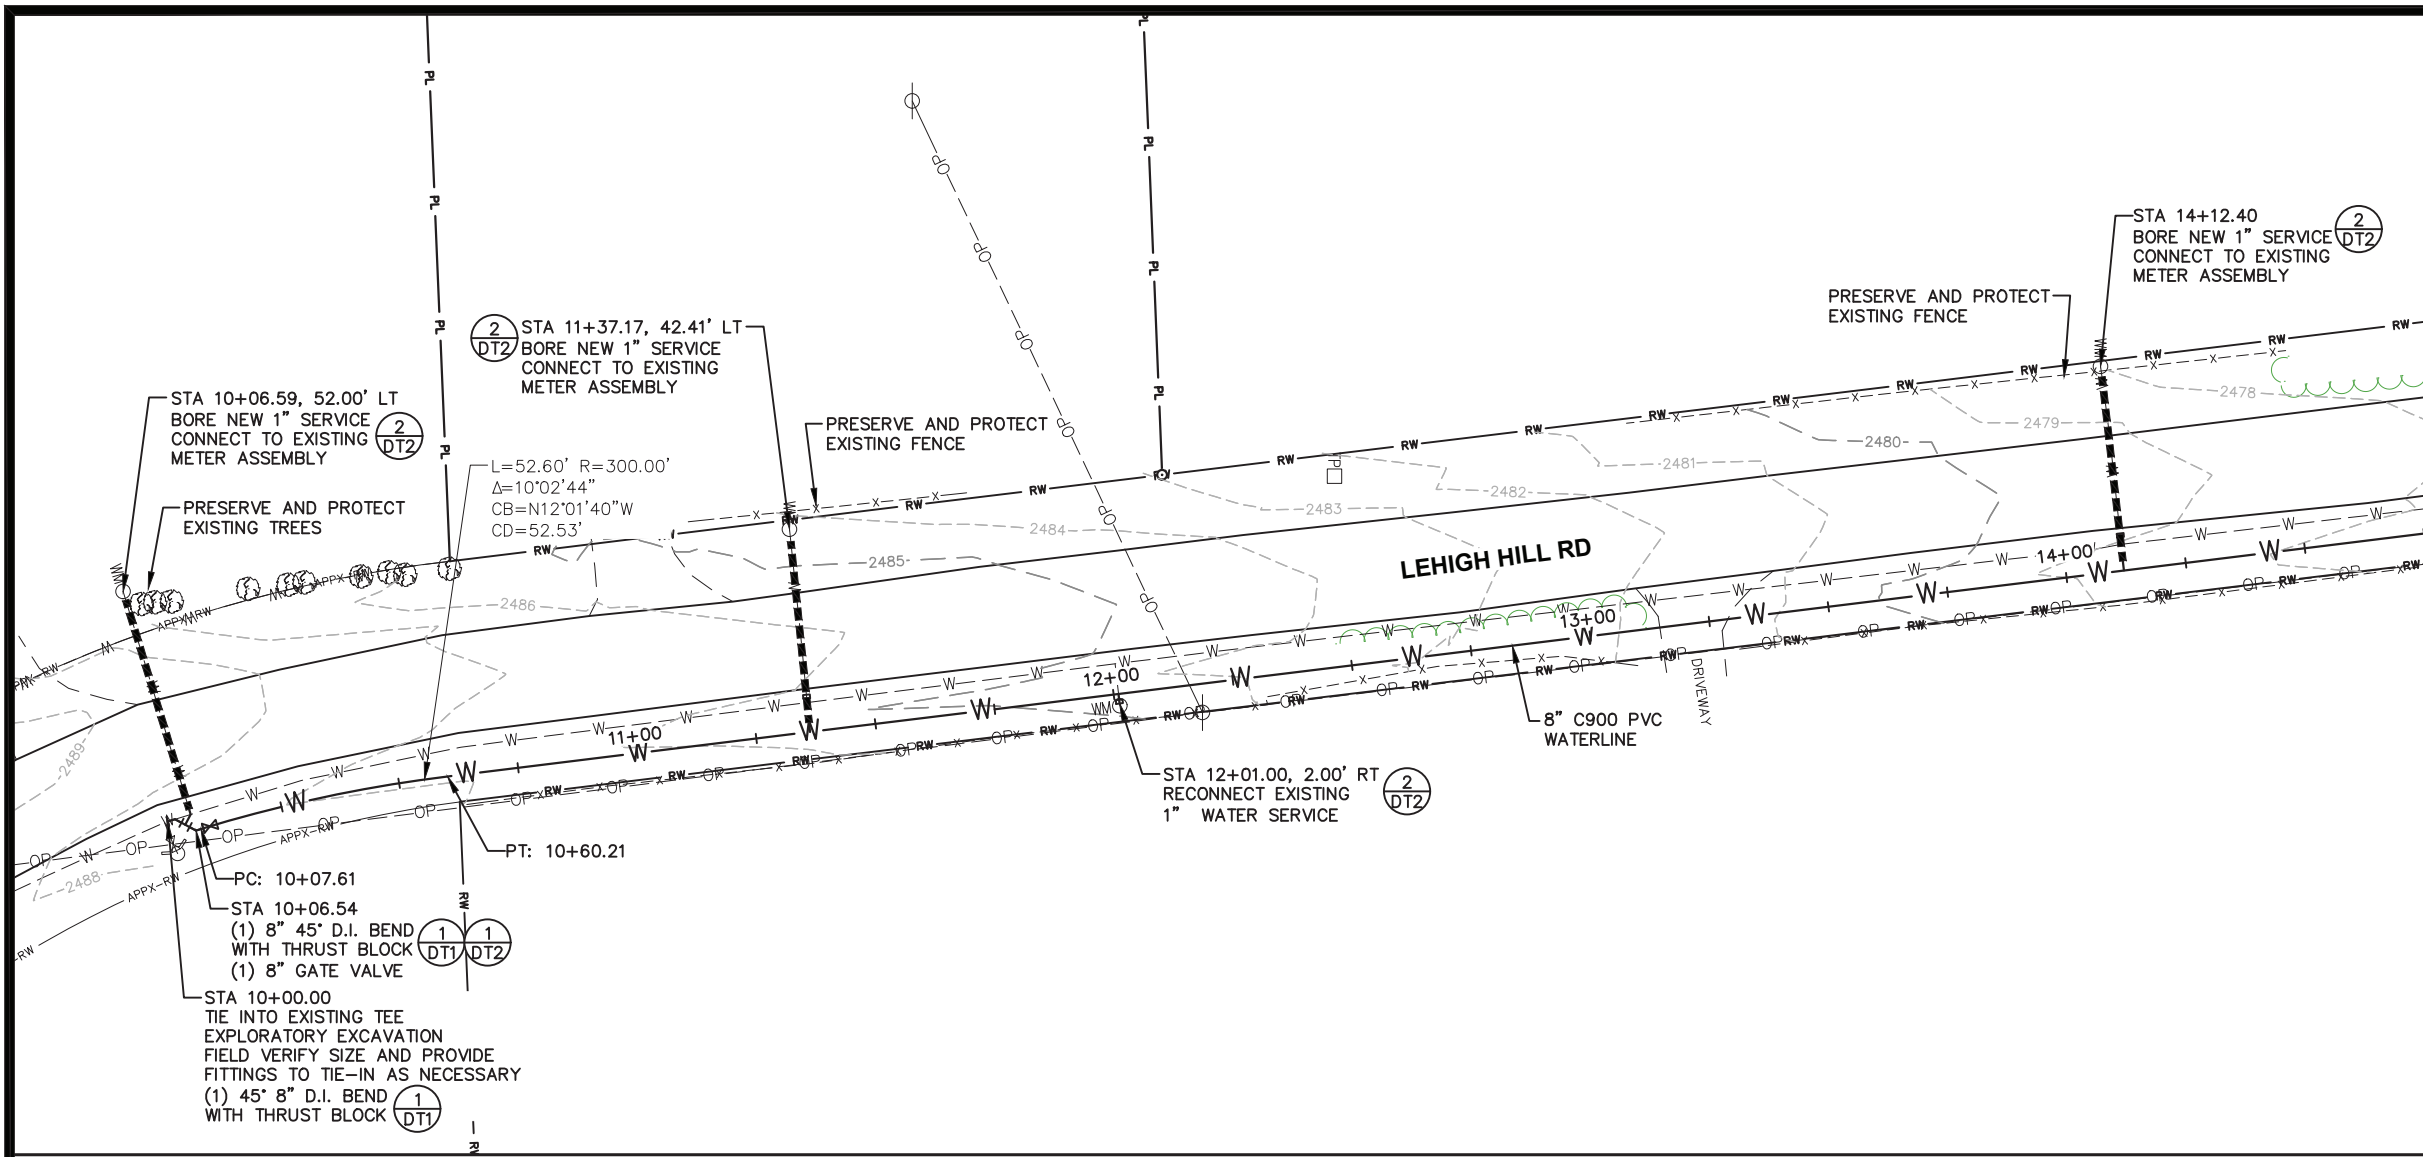 STA 14+12.40
BORE NEW 1" SERVICE
CONNECT TO EXISTING
METER ASSEMBLY
2
DT2
PRESERVE AND PROTECT
EXISTING FENCE
2
DT2
STA 11+37.17, 42.41' LT
BORE NEW 1" SERVICE
CONNECT TO EXISTING
METER ASSEMBLY
STA 10+06.59, 52.00' LT
BORE NEW 1" SERVICE
CONNECT TO EXISTING
METER ASSEMBLY
2
DT2
PRESERVE AND PROTECT
EXISTING FENCE
L=52.60' R=300.00'
Δ=10°02'44"
CB=N12°01'40"W
CD=52.53'
PRESERVE AND PROTECT
EXISTING TREES
2478
2479
2480
2481
2482
2483
2484
2485
2486
2489
2488
LEHIGH HILL RD
14+00
13+00
12+00
11+00
WM
DRIVEWAY
8" C900 PVC
WATERLINE
STA 12+01.00, 2.00' RT
RECONNECT EXISTING
1" WATER SERVICE
2
DT2
PT: 10+60.21
PC: 10+07.61
STA 10+06.54
(1) 8" 45° D.I. BEND
WITH THRUST BLOCK
(1) 8" GATE VALVE
1
DT1
1
DT2
STA 10+00.00
TIE INTO EXISTING TEE
EXPLORATORY EXCAVATION
FIELD VERIFY SIZE AND PROVIDE
FITTINGS TO TIE-IN AS NECESSARY
(1) 45° 8" D.I. BEND
WITH THRUST BLOCK
1
DT1
PL
RW
OP
W
APPX-RW
TP